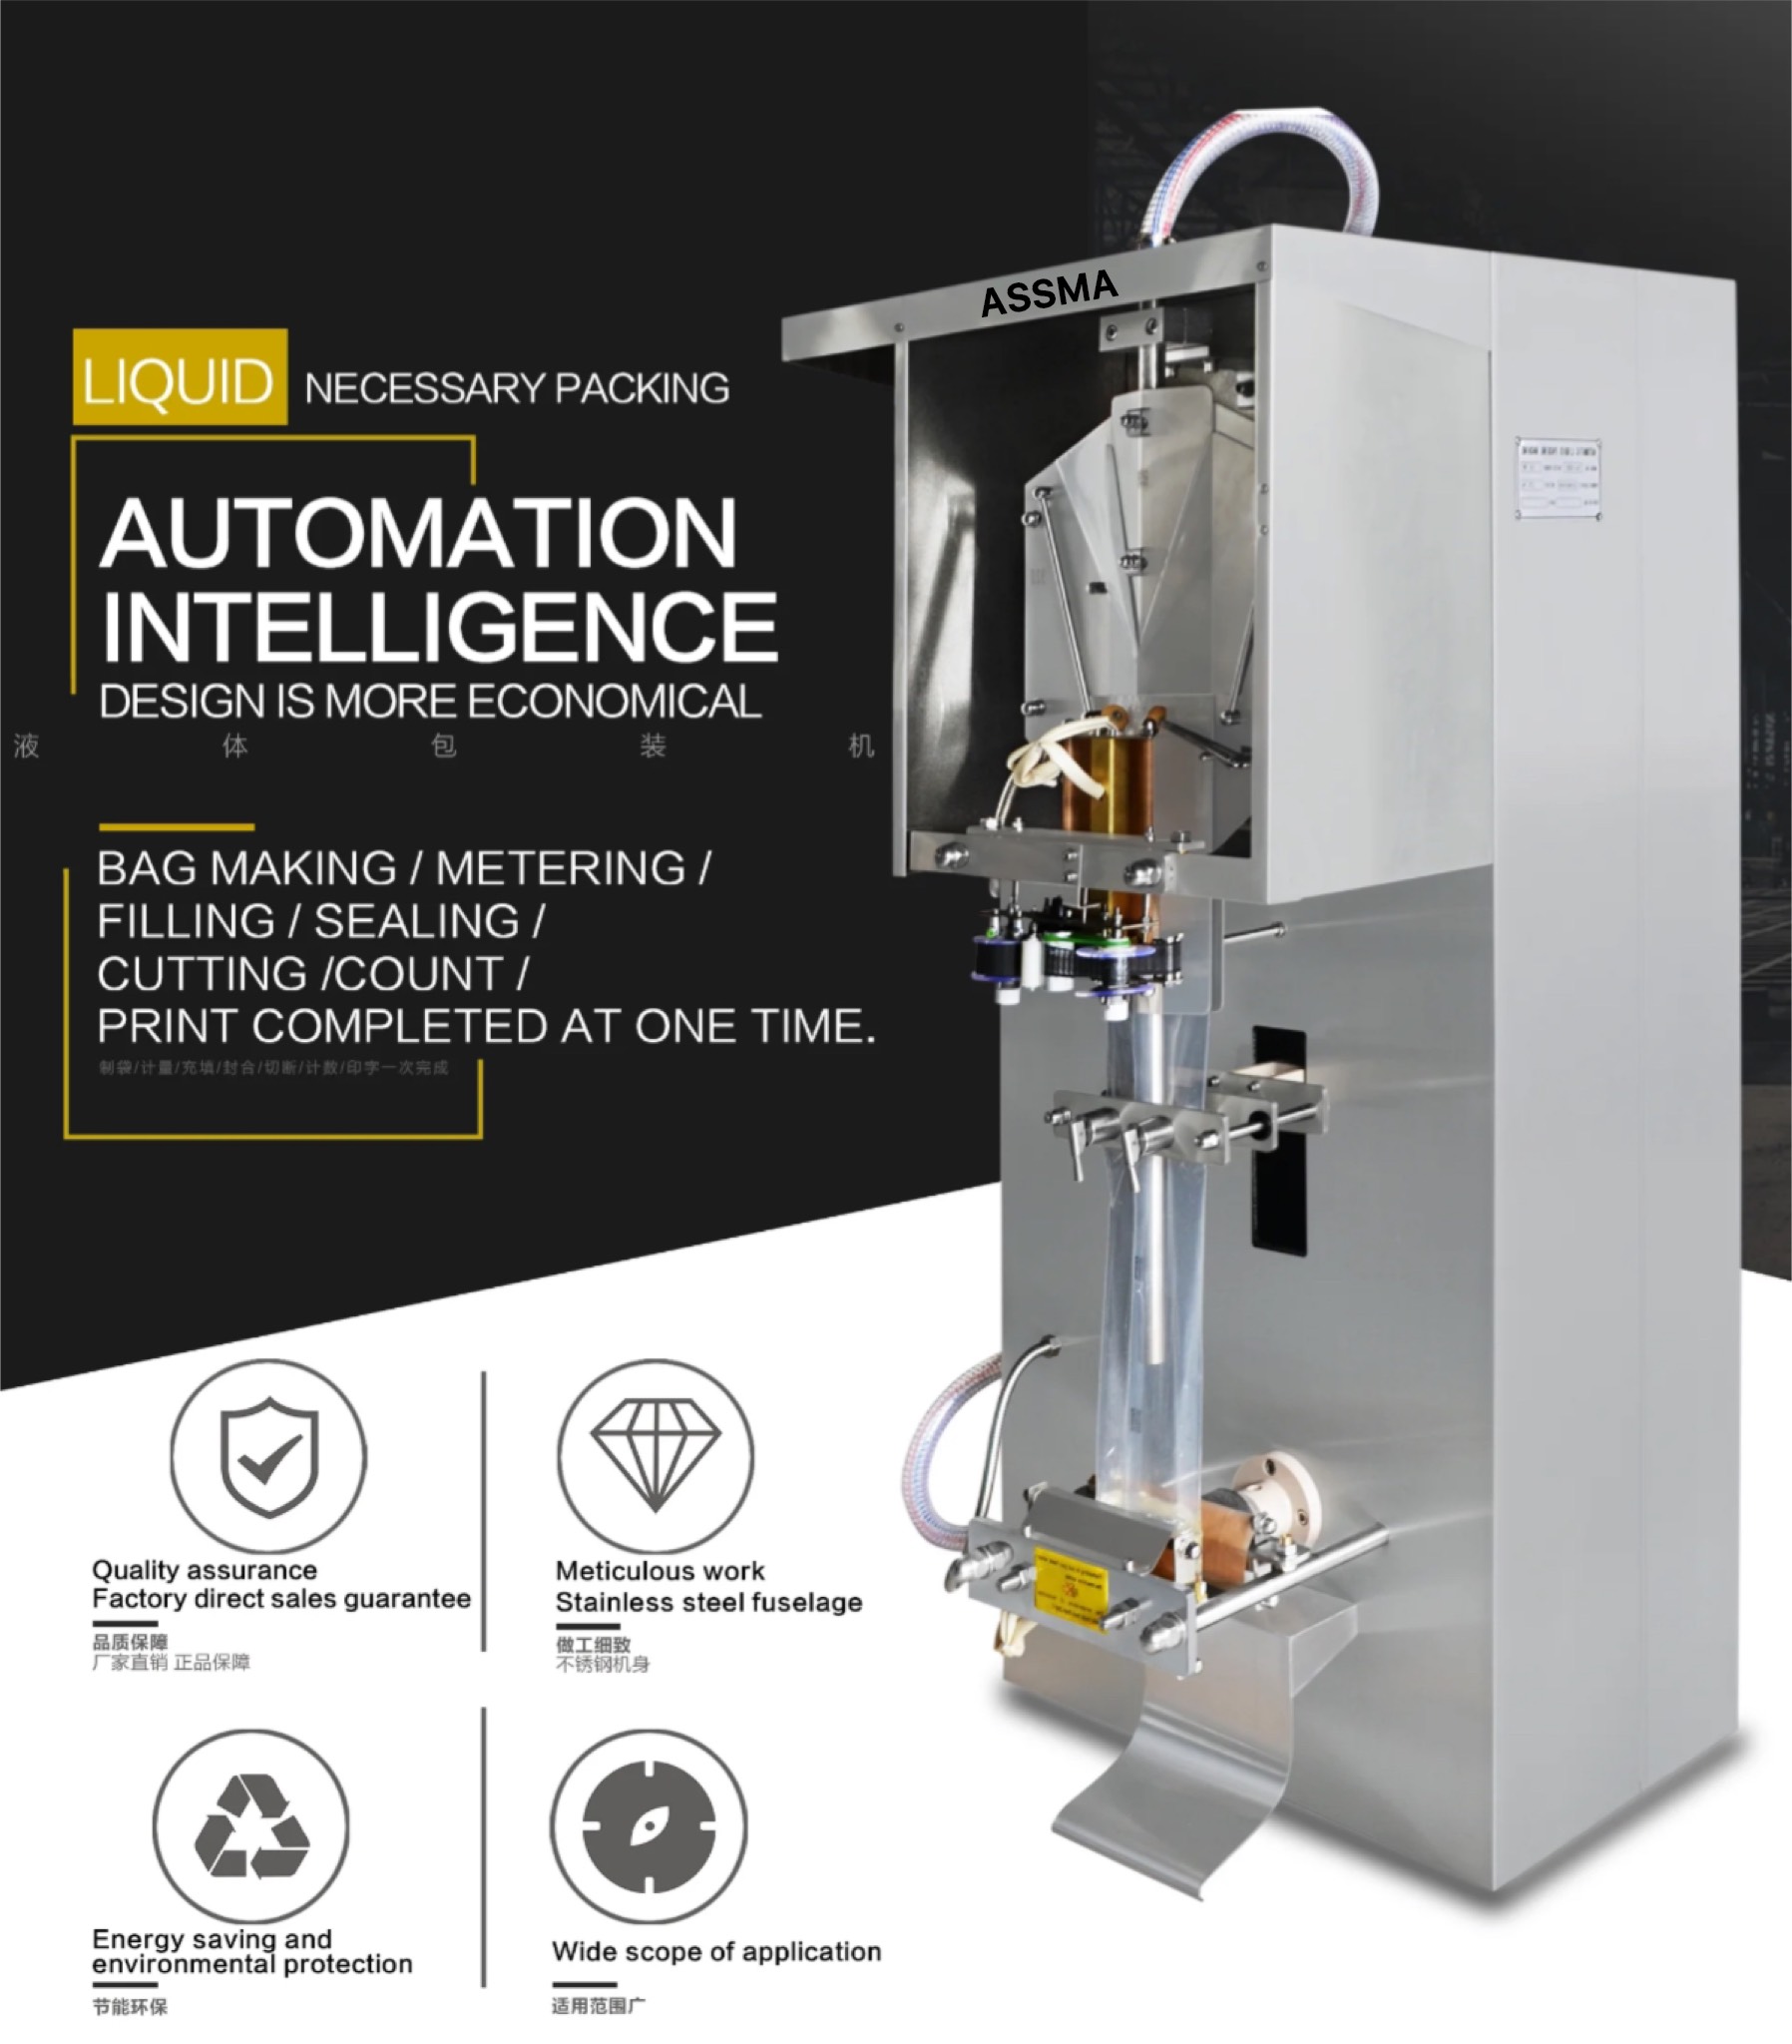 ASSMA
LIQUID NECESSARY PACKING
AUTOMATION
INTELLIGENCE
DESIGN IS MORE ECONOMICAL
液 体 包 装 机
BAG MAKING / METERING /
FILLING / SEALING /
CUTTING /COUNT /
PRINT COMPLETED AT ONE TIME.
制袋/计量/充填/封合/切断/计数/印字一次完成
Quality assurance
Factory direct sales guarantee
品质保障
厂家直销 正品保障
Meticulous work
Stainless steel fuselage
做工细致
不锈钢机身
Energy saving and
environmental protection
节能环保
Wide scope of application
适用范围广